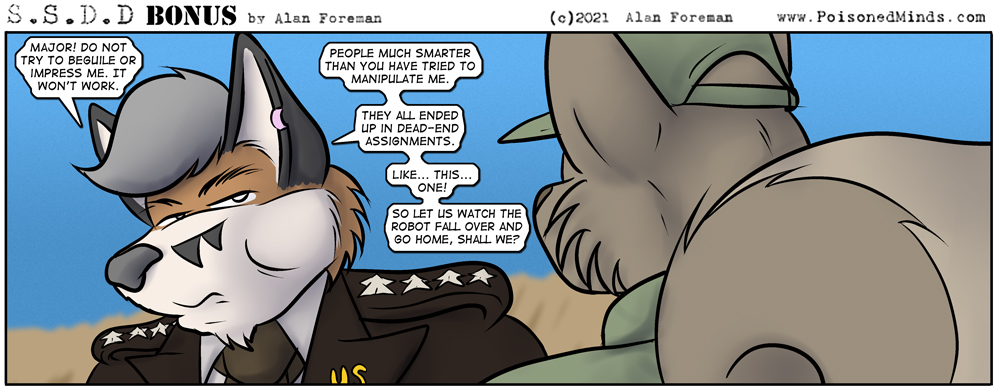 S.S.D.D BONUS by Alan Foreman (c)2021 Alan Foreman www.PoisonedMinds.com
MAJOR! DO NOT
TRY TO BEGUILE OR
IMPRESS ME. IT
WON'T WORK.
PEOPLE MUCH SMARTER
THAN YOU HAVE TRIED TO
MANIPULATE ME.
THEY ALL ENDED
UP IN DEAD-END
ASSIGNMENTS.
LIKE... THIS...
ONE!
SO LET US WATCH THE
ROBOT FALL OVER AND
GO HOME, SHALL WE?
US